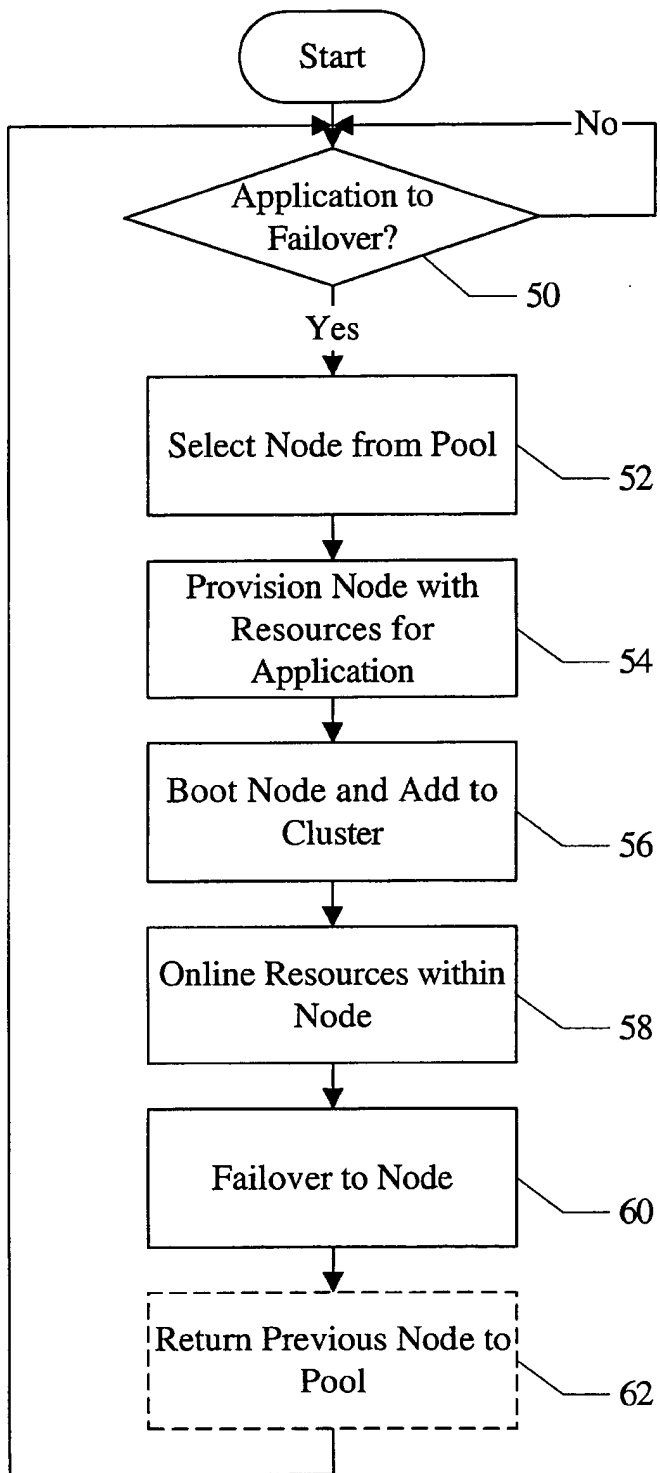 Start
No
Application to
Failover?
50
Yes
Select Node from Pool
52
Provision Node with
Resources for
Application
54
Boot Node and Add to
Cluster
56
Online Resources within
Node
58
Failover to Node
60
Return Previous Node to
Pool
62